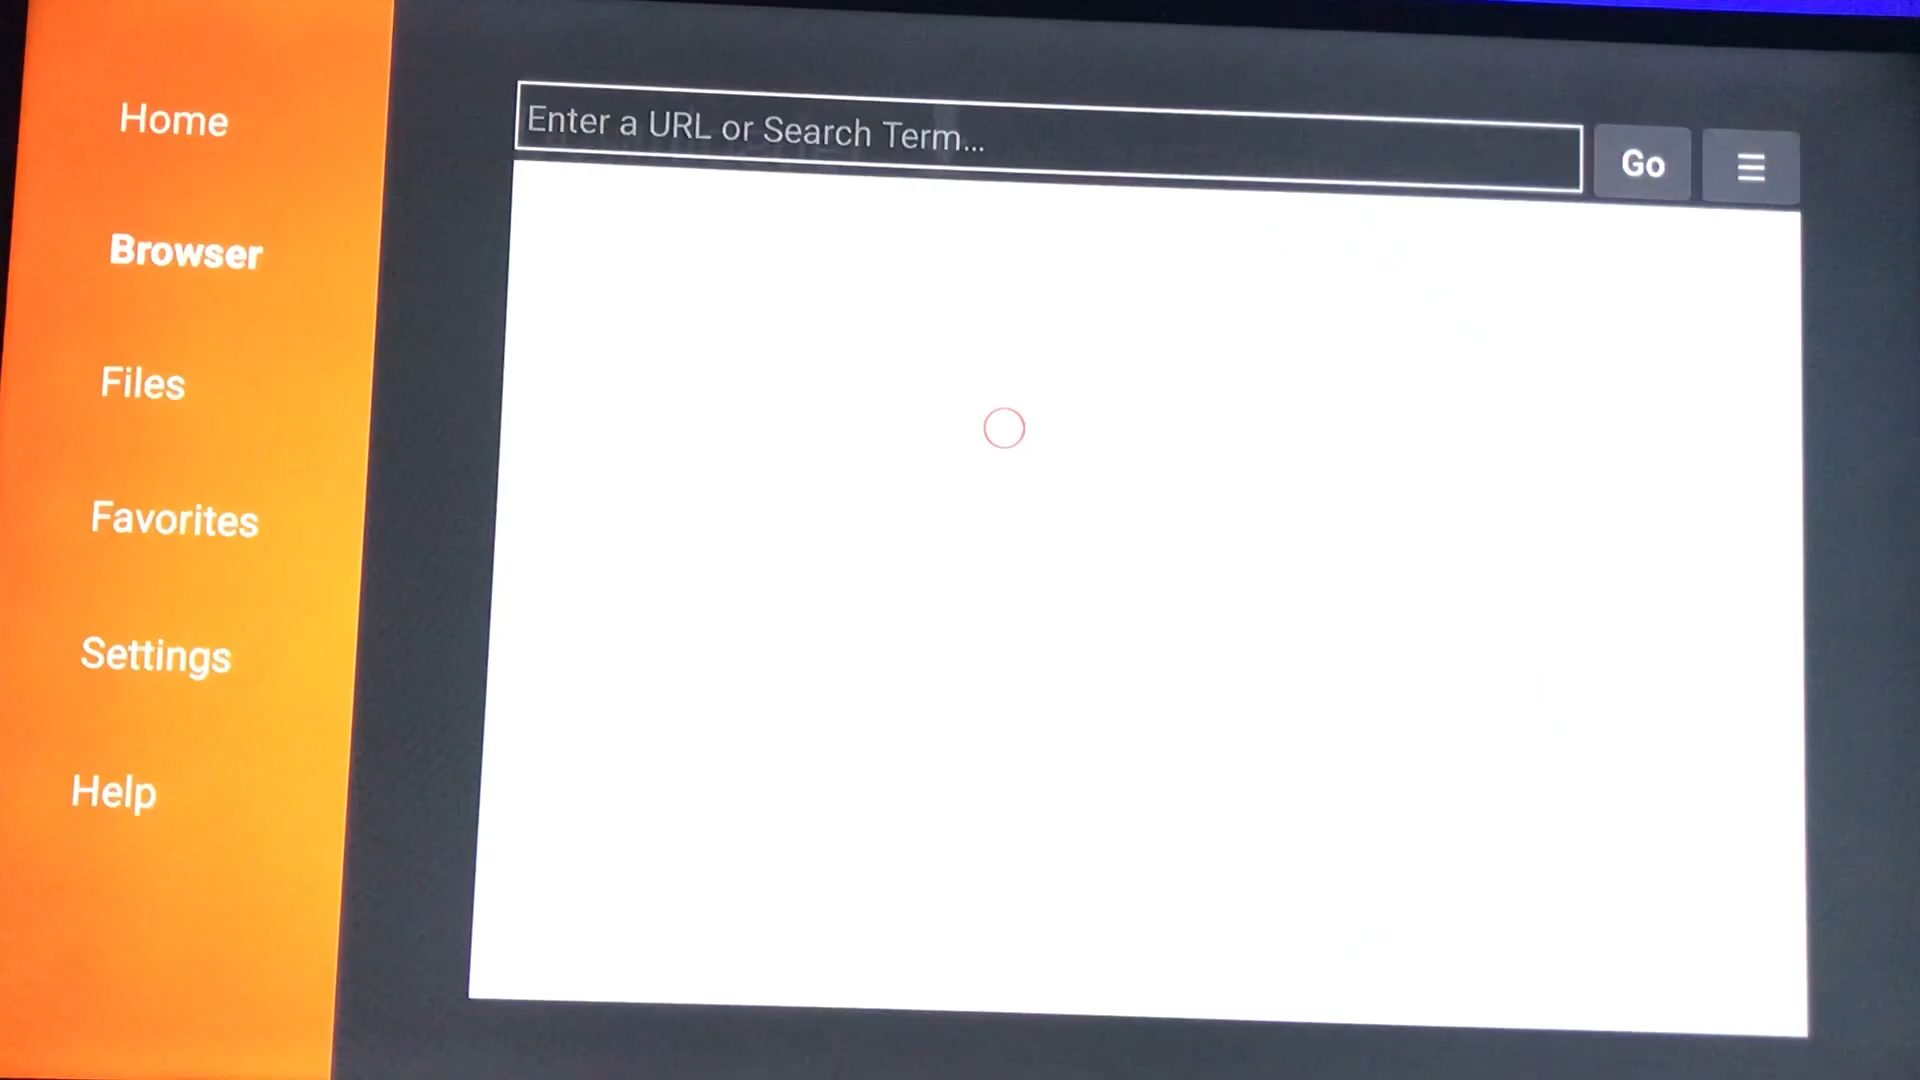 Home
Browser
Files
Favorites
Settings
Help
Enter a URL or Search Term...
Go